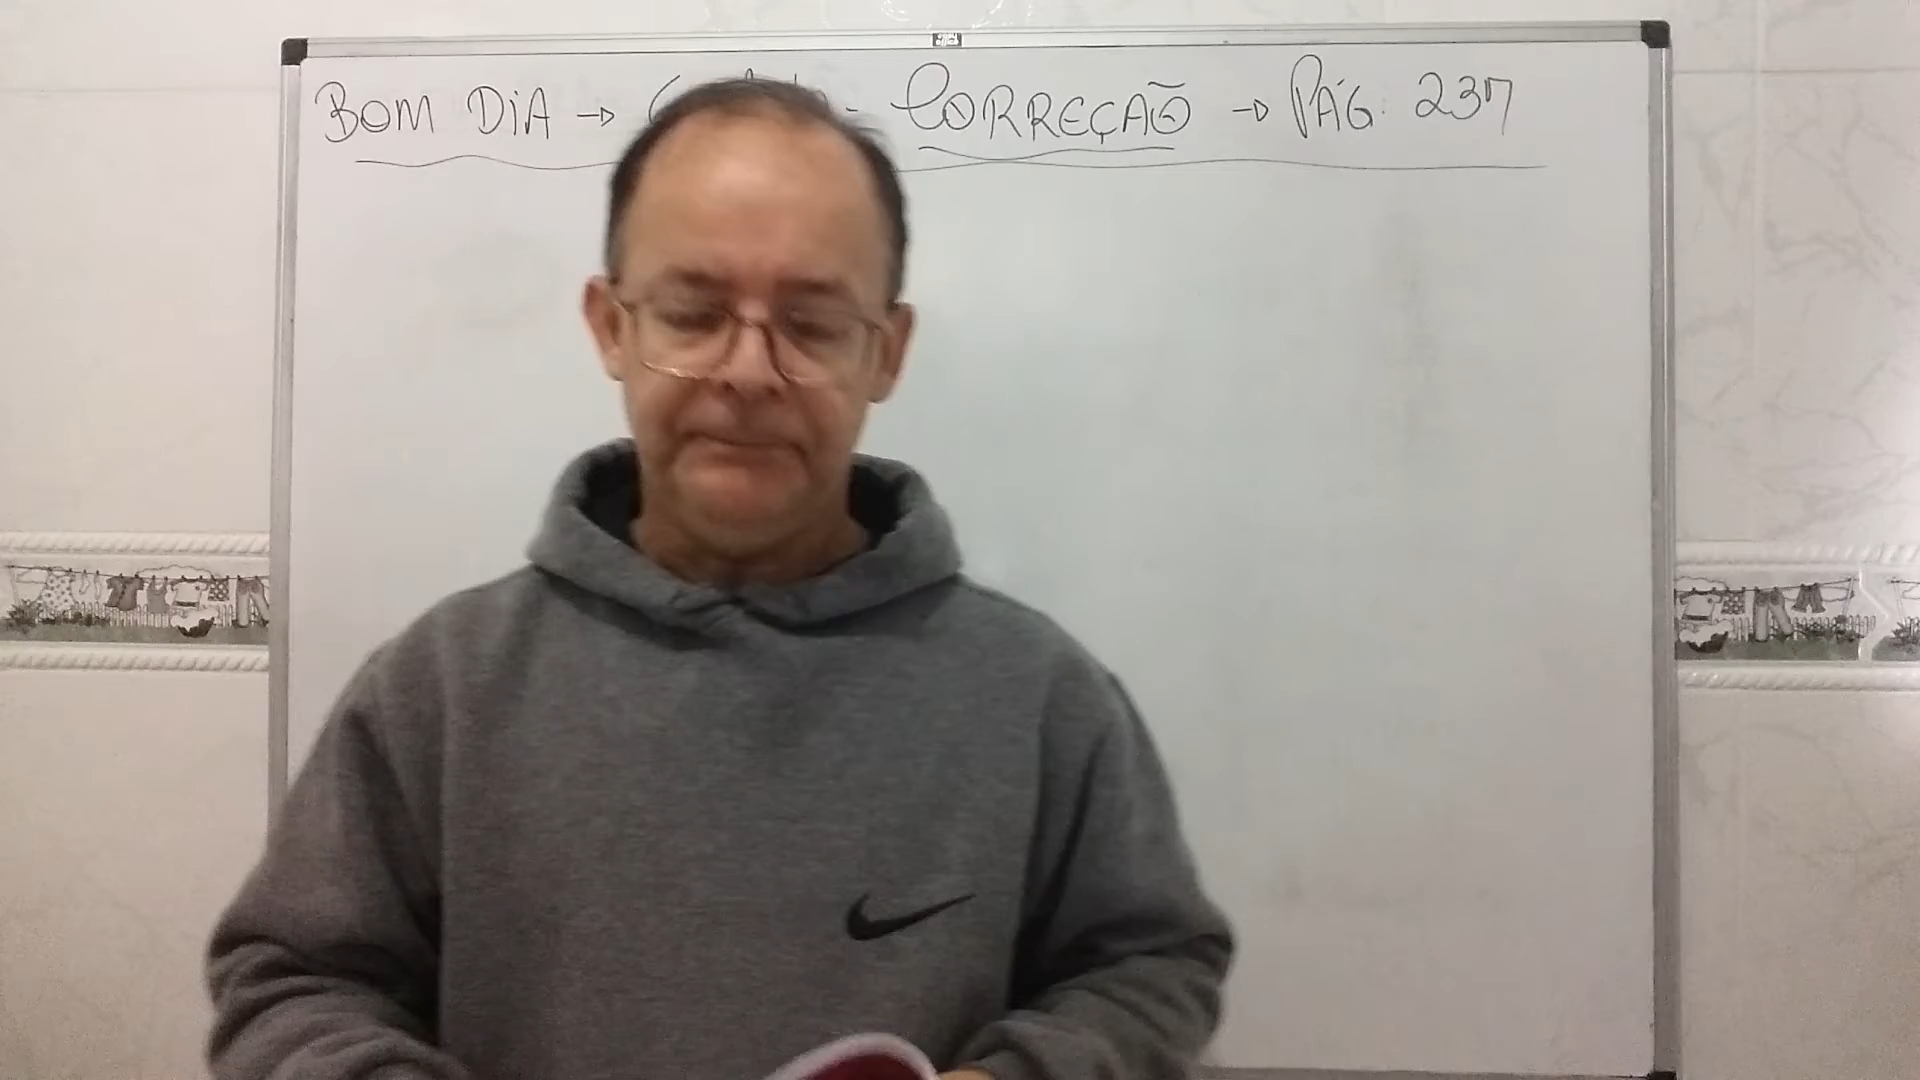 BOM DIA → CORREÇÃO → PÁG. 237